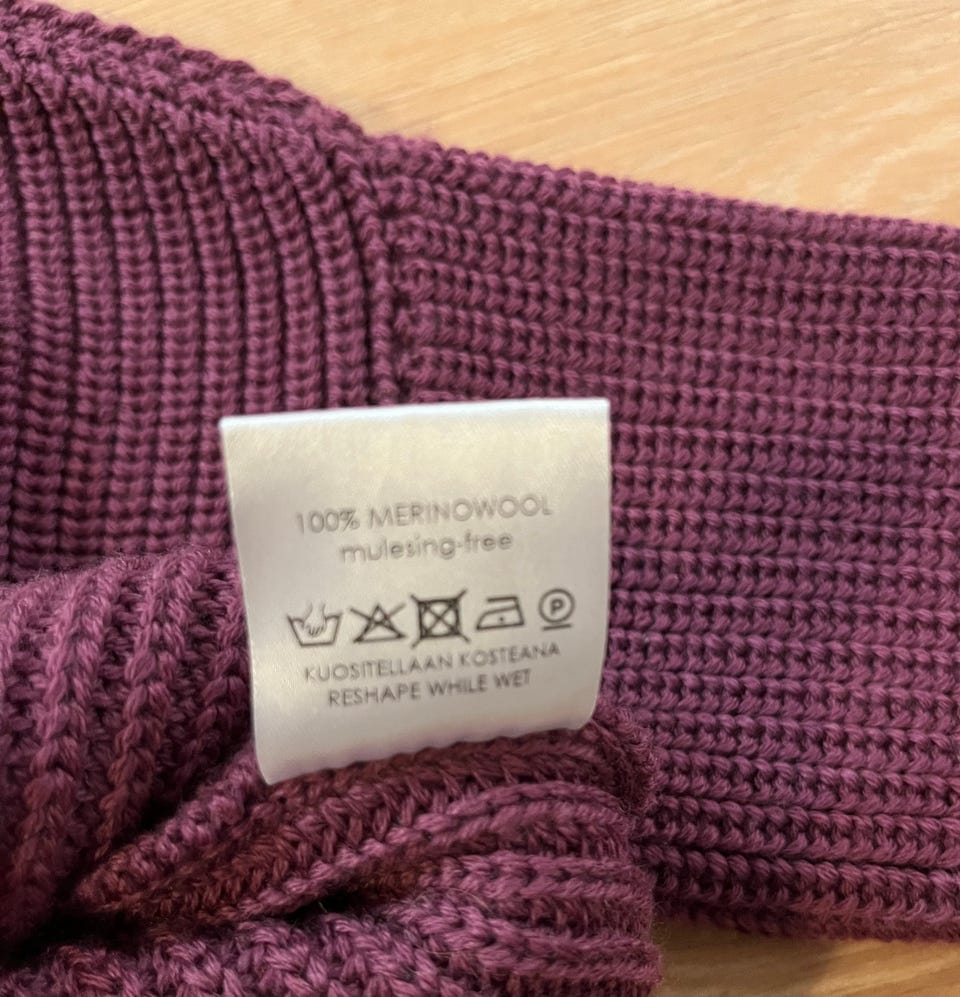 100% MERINOWOOL
mulesing-free
P
KUOSITELLAAN KOSTEANA
RESHAPE WHILE WET